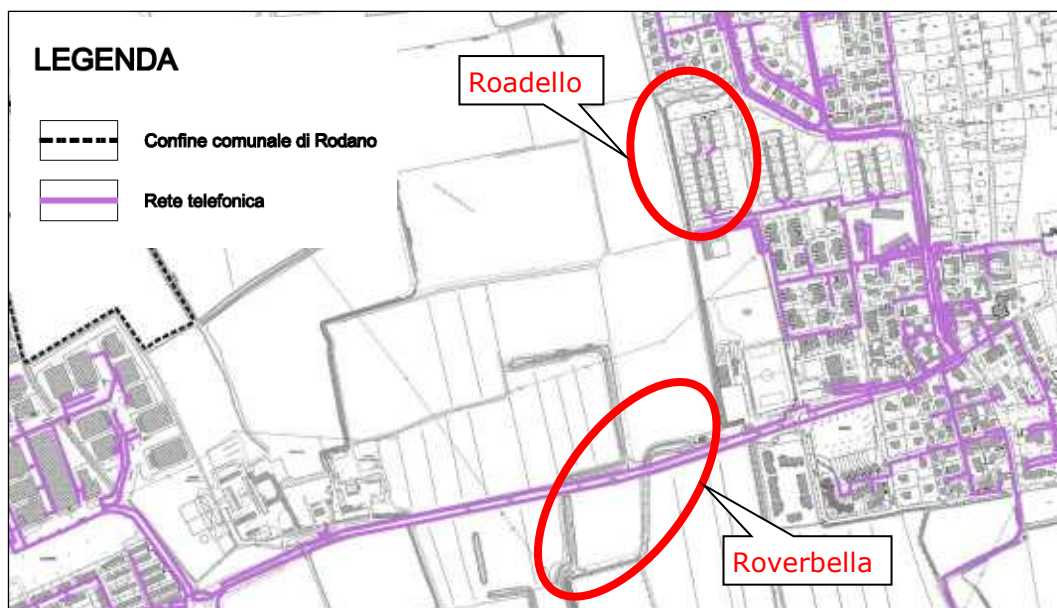 LEGENDA
Confine comunale di Rodano
Rete telefonica
Roadello
Roverbella